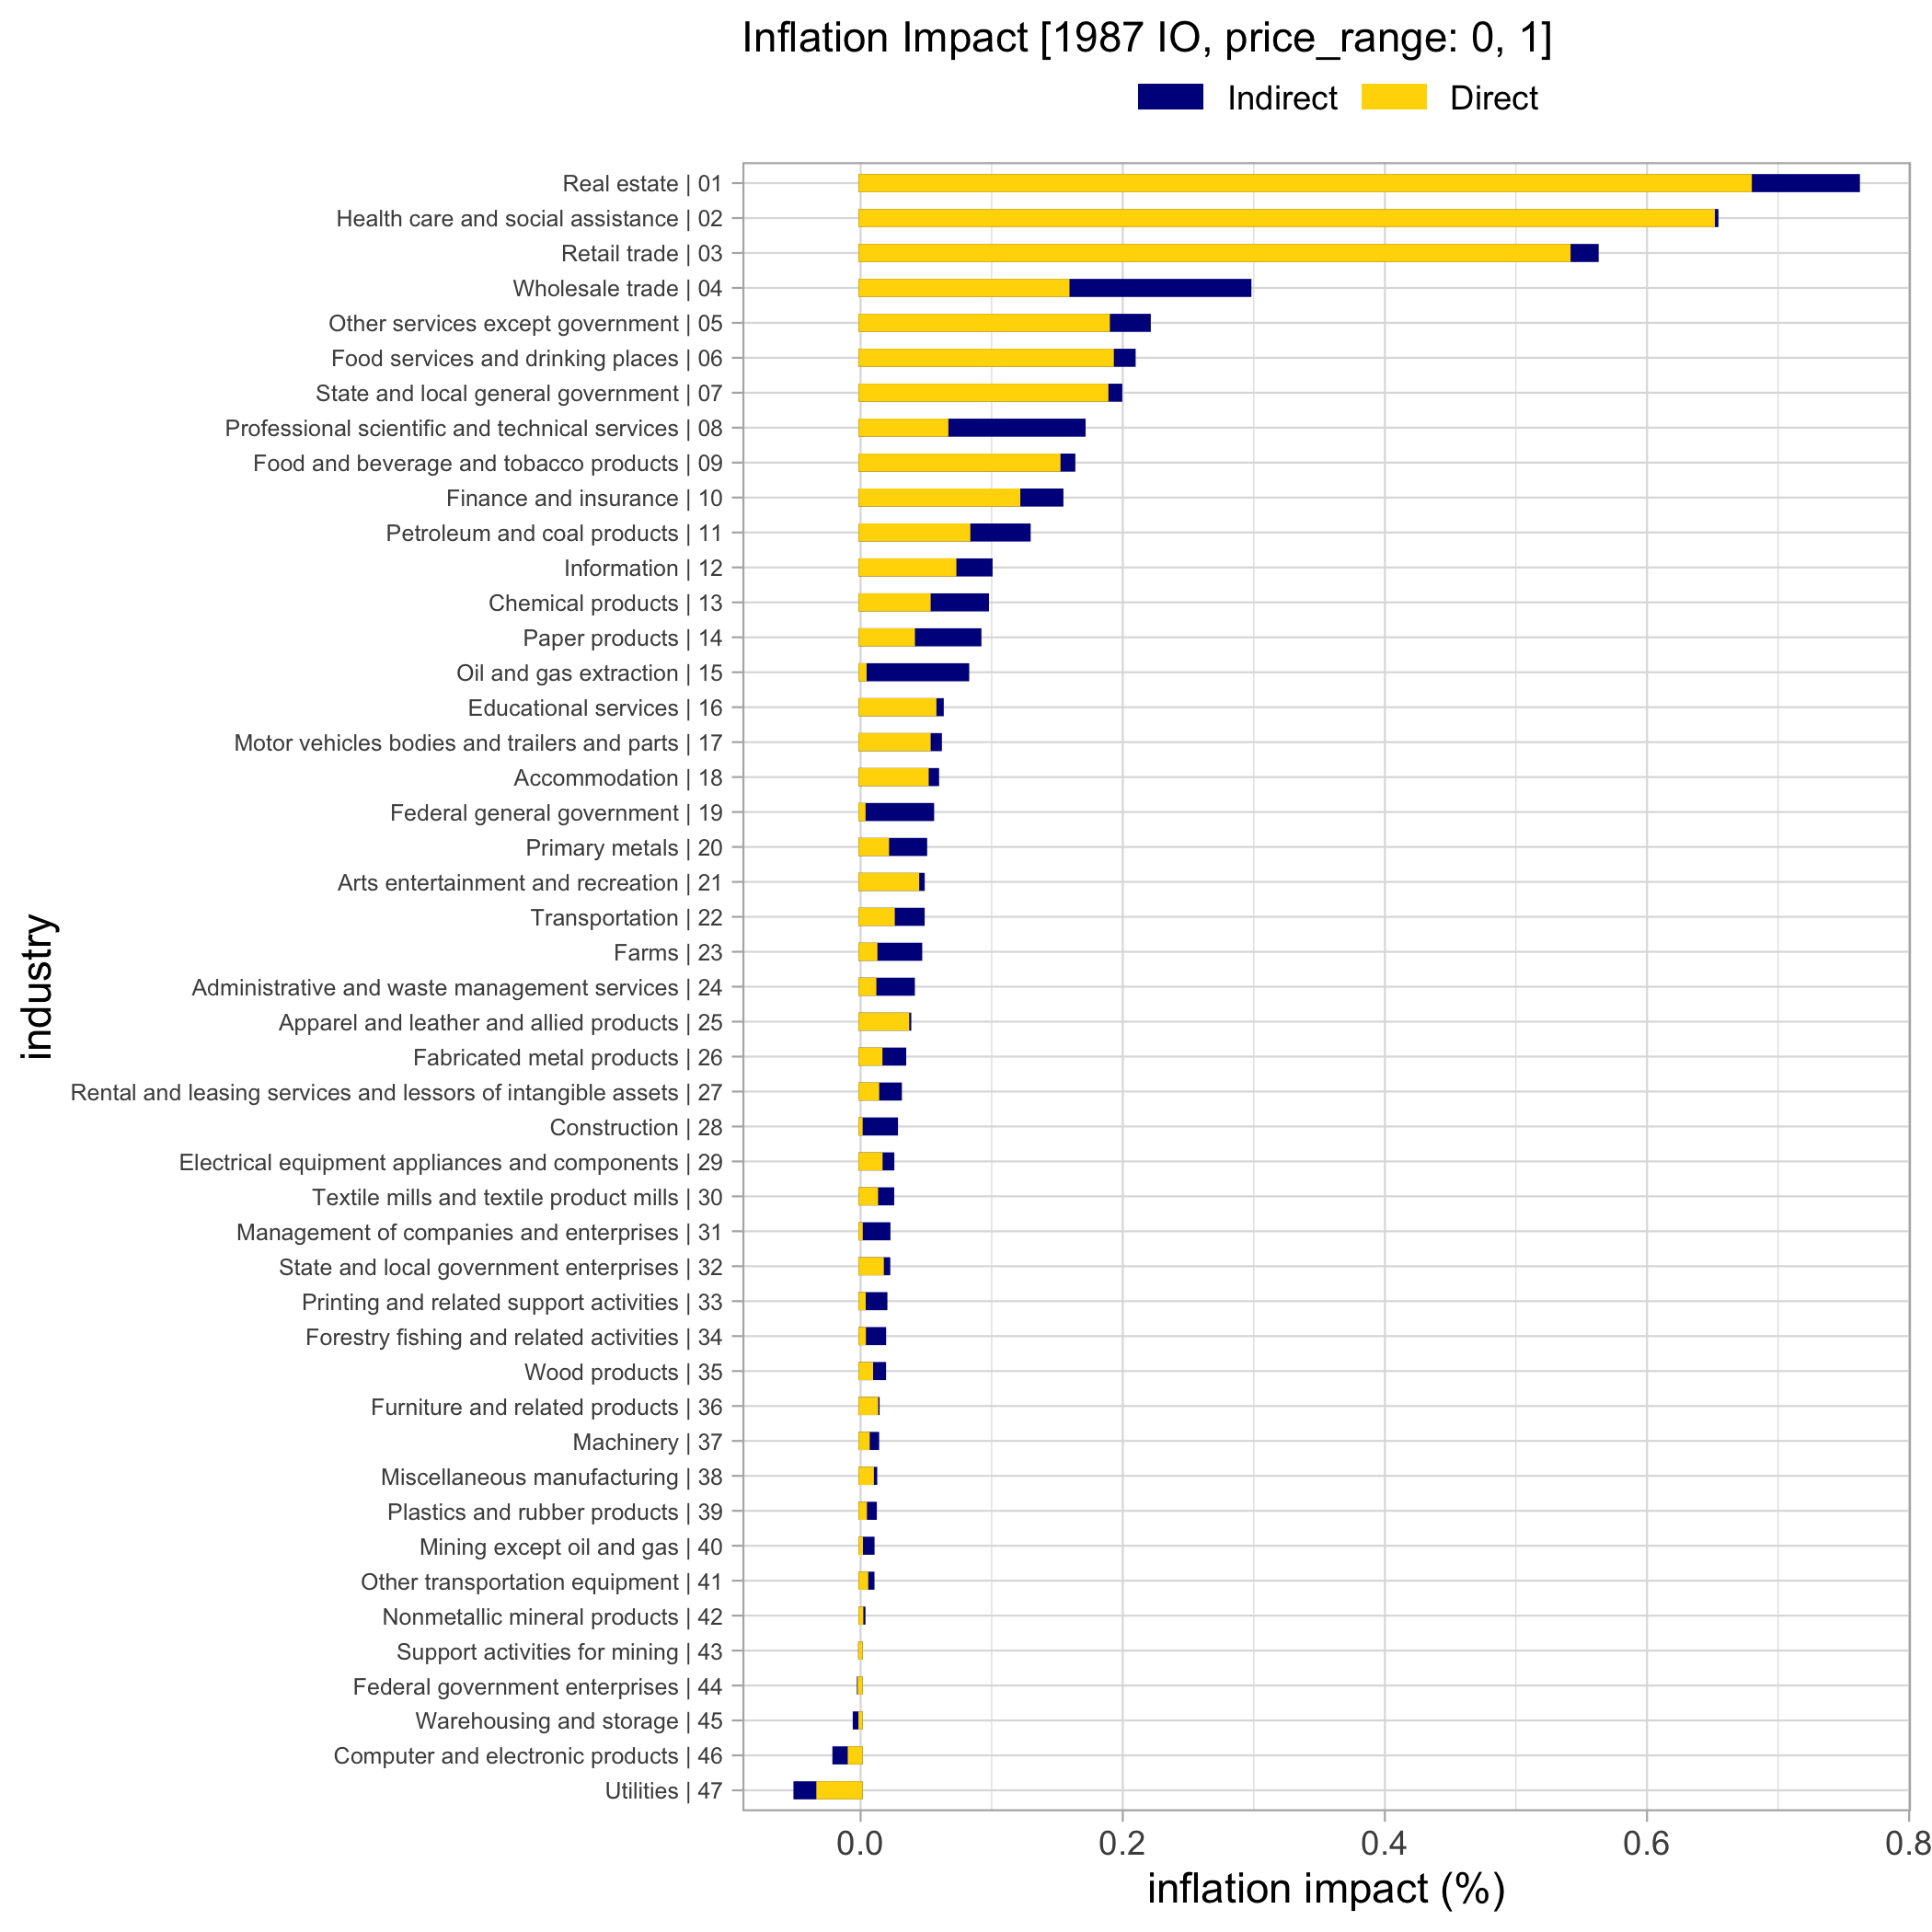 Inflation Impact [1987 IO, price_range: 0, 1]
Indirect Direct
Real estate | 01
Health care and social assistance | 02
Retail trade | 03
Wholesale trade | 04
Other services except government | 05
Food services and drinking places | 06
State and local general government | 07
Professional scientific and technical services | 08
Food and beverage and tobacco products | 09
Finance and insurance | 10
Petroleum and coal products | 11
Information | 12
Chemical products | 13
Paper products | 14
Oil and gas extraction | 15
Educational services | 16
Motor vehicles bodies and trailers and parts | 17
Accommodation | 18
Federal general government | 19
Primary metals | 20
Arts entertainment and recreation | 21
Transportation | 22
Farms | 23
Administrative and waste management services | 24
Apparel and leather and allied products | 25
Fabricated metal products | 26
Rental and leasing services and lessors of intangible assets | 27
Construction | 28
Electrical equipment appliances and components | 29
Textile mills and textile product mills | 30
Management of companies and enterprises | 31
State and local government enterprises | 32
Printing and related support activities | 33
Forestry fishing and related activities | 34
Wood products | 35
Furniture and related products | 36
Machinery | 37
Miscellaneous manufacturing | 38
Plastics and rubber products | 39
Mining except oil and gas | 40
Other transportation equipment | 41
Nonmetallic mineral products | 42
Support activities for mining | 43
Federal government enterprises | 44
Warehousing and storage | 45
Computer and electronic products | 46
Utilities | 47
industry
0.0 0.2 0.4 0.6 0.8
inflation impact (%)